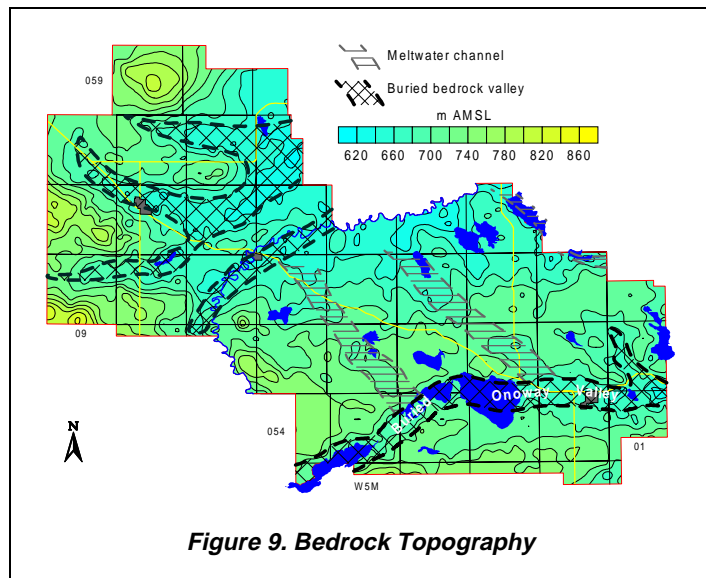 Meltwater channel
059
Buried bedrock valley
m AMSL
620 660 700 740 780 820 860
09
Buried Onoway Valley
054
01
W5M
N
Figure 9. Bedrock Topography